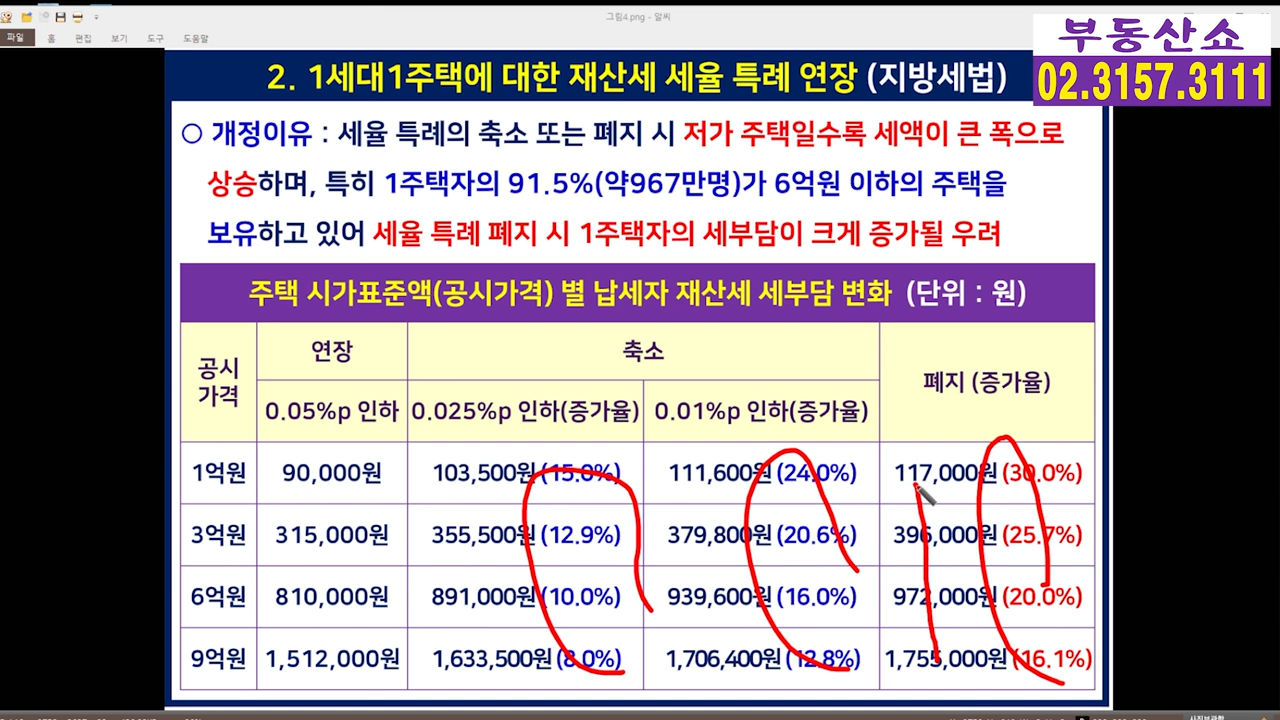 그림4.png - 알씨
파일 홈 편집 보기 도구 도움말
부동산쇼
02.3157.3111
2. 1세대1주택에 대한 재산세 세율 특례 연장 (지방세법)
○ 개정이유 : 세율 특례의 축소 또는 폐지 시 저가 주택일수록 세액이 큰 폭으로
상승하며, 특히 1주택자의 91.5%(약967만명)가 6억원 이하의 주택을
보유하고 있어 세율 특례 폐지 시 1주택자의 세부담이 크게 증가될 우려
주택 시가표준액(공시가격) 별 납세자 재산세 세부담 변화 (단위 : 원)
공시가격 연장 축소 폐지 (증가율)
0.05%p 인하 0.025%p 인하(증가율) 0.01%p 인하(증가율)
1억원 90,000원 103,500원 (15.0%) 111,600원 (24.0%) 117,000원 (30.0%)
3억원 315,000원 355,500원 (12.9%) 379,800원 (20.6%) 396,000원 (25.7%)
6억원 810,000원 891,000원 (10.0%) 939,600원 (16.0%) 972,000원 (20.0%)
9억원 1,512,000원 1,633,500원 (8.0%) 1,706,400원 (12.8%) 1,755,000원 (16.1%)